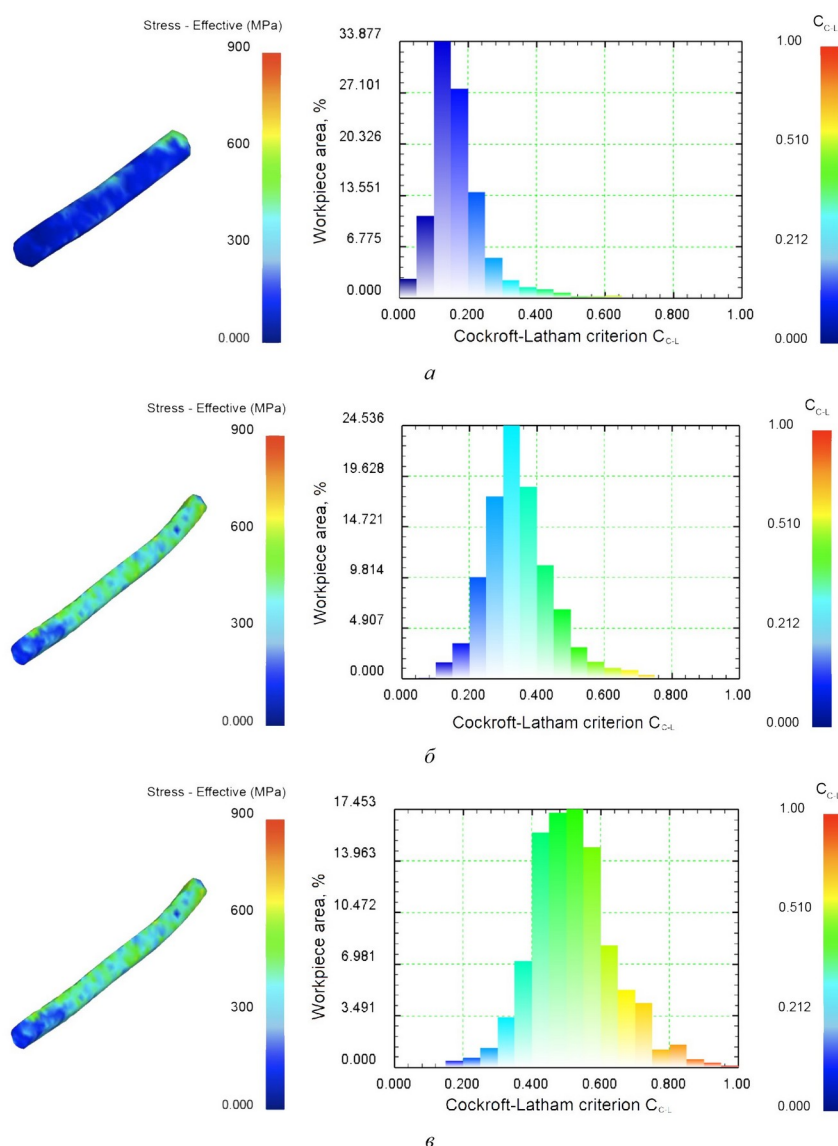 Stress - Effective (MPa)
900
600
300
0.000
33.877
27.101
20.326
13.551
6.775
0.000
Workpiece area, %
0.000 0.200 0.400 0.600 0.800 1.00
Cockroft-Latham criterion C C-L
C C-L
1.00
0.510
0.212
0.000
а
Stress - Effective (MPa)
900
600
300
0.000
24.536
19.628
14.721
9.814
4.907
0.000
Workpiece area, %
0.000 0.200 0.400 0.600 0.800 1.00
Cockroft-Latham criterion C C-L
C C-L
1.00
0.510
0.212
0.000
б
Stress - Effective (MPa)
900
600
300
0.000
17.453
13.963
10.472
6.981
3.491
0.000
Workpiece area, %
0.000 0.200 0.400 0.600 0.800 1.00
Cockroft-Latham criterion C C-L
C C-L
1.00
0.510
0.212
0.000
в